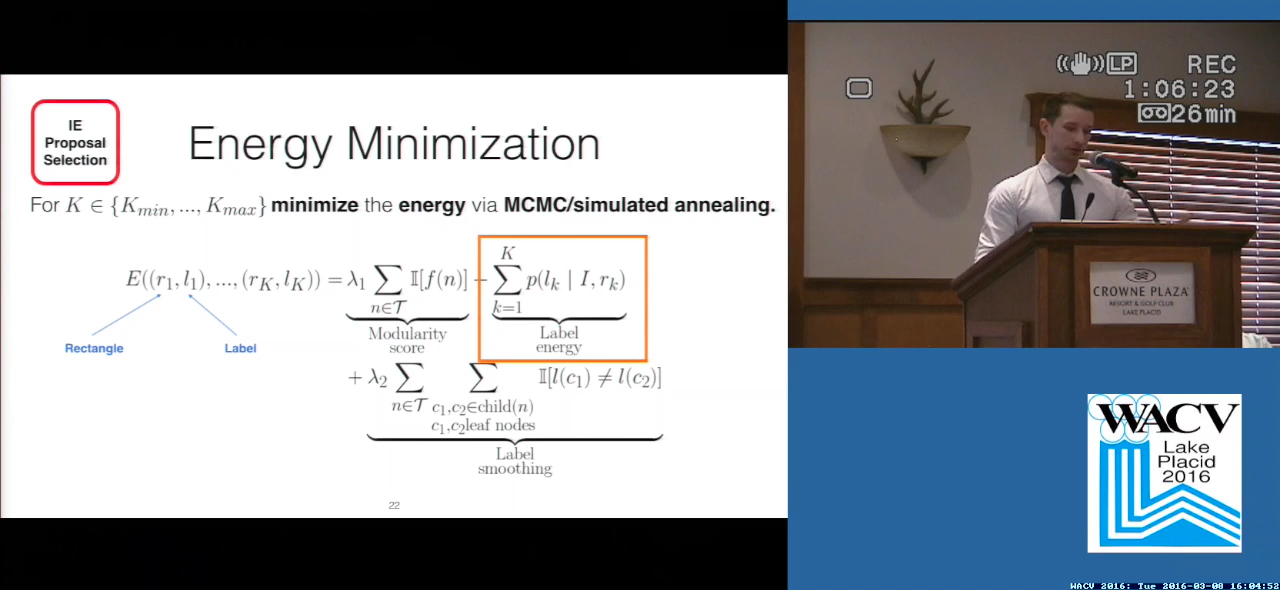 IE
Proposal
Selection
Energy Minimization
For K ∈ {K_min, ..., K_max} minimize the energy via MCMC/simulated annealing.
E((r_1, l_1), ..., (r_K, l_K)) = λ_1 ∑_{n∈𝒯} 𝕀[f(n)] − ∑_{k=1}^{K} p(l_k | I, r_k)
Modularity
score
Label
energy
Rectangle
Label
+ λ_2 ∑_{n∈𝒯} ∑_{c_1,c_2∈child(n) c_1,c_2leaf nodes} 𝕀[l(c_1) ≠ l(c_2)]
Label
smoothing
22
LP REC
1:06:23
26min
CROWNE PLAZA
RESORT & GOLF CLUB
LAKE PLACID
WACV
Lake
Placid
2016
WACV 2016: Tue 2016-03-08 16:04:52